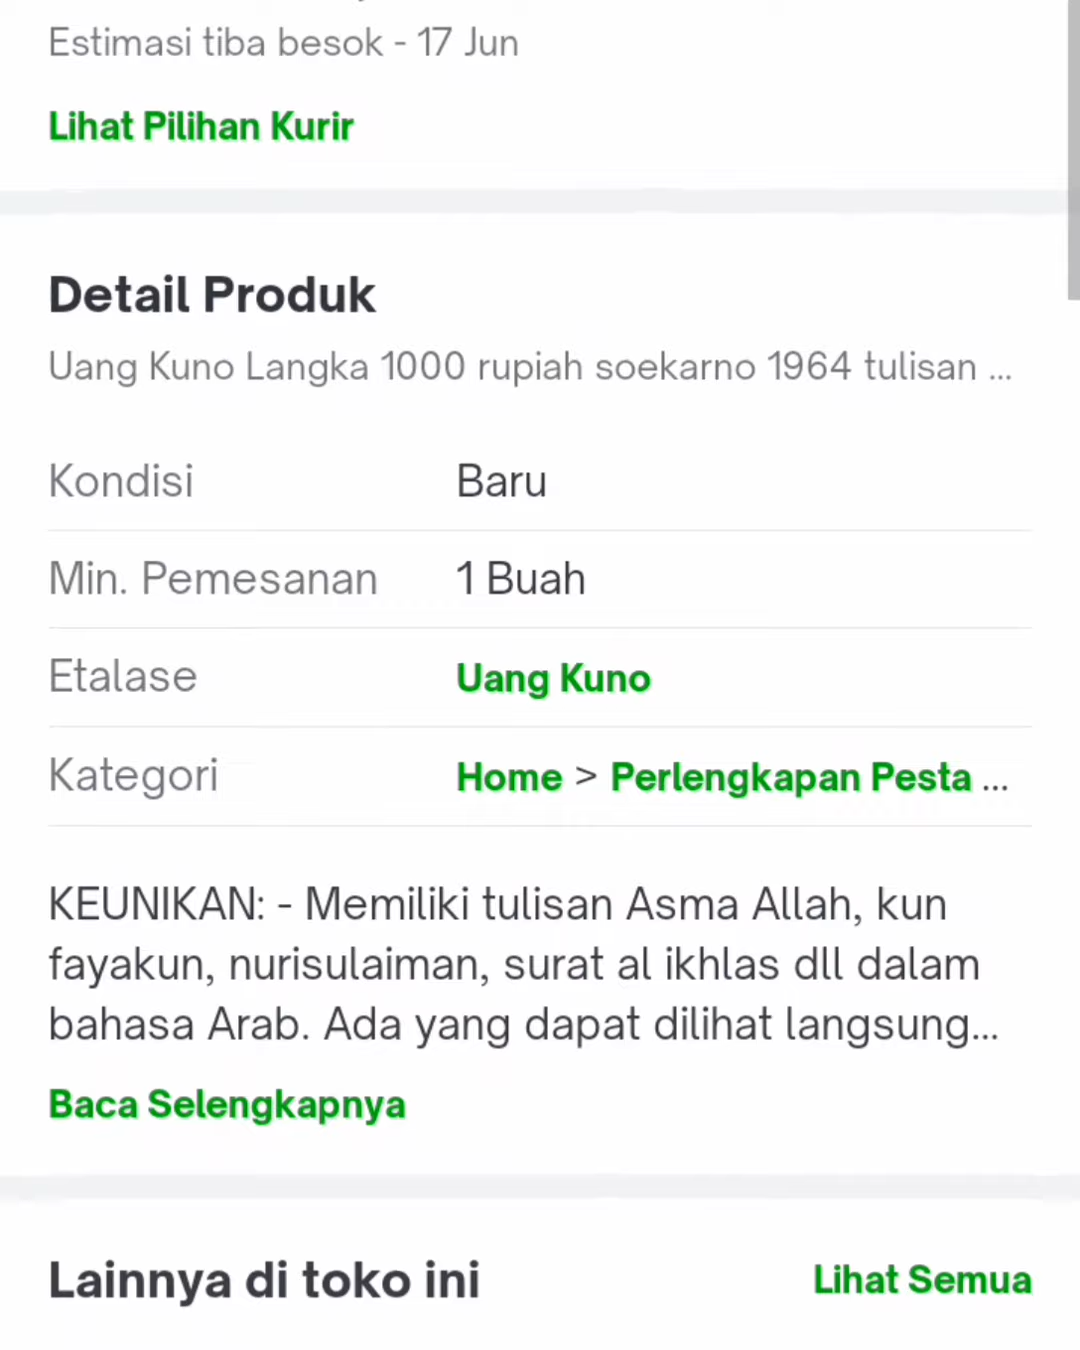 Estimasi tiba besok - 17 Jun
Lihat Pilihan Kurir
Detail Produk
Uang Kuno Langka 1000 rupiah soekarno 1964 tulisan ...
Kondisi Baru
Min. Pemesanan 1 Buah
Etalase Uang Kuno
Kategori Home > Perlengkapan Pesta ...
KEUNIKAN: - Memiliki tulisan Asma Allah, kun
fayakun, nurisulaiman, surat al ikhlas dll dalam
bahasa Arab. Ada yang dapat dilihat langsung...
Baca Selengkapnya
Lainnya di toko ini Lihat Semua